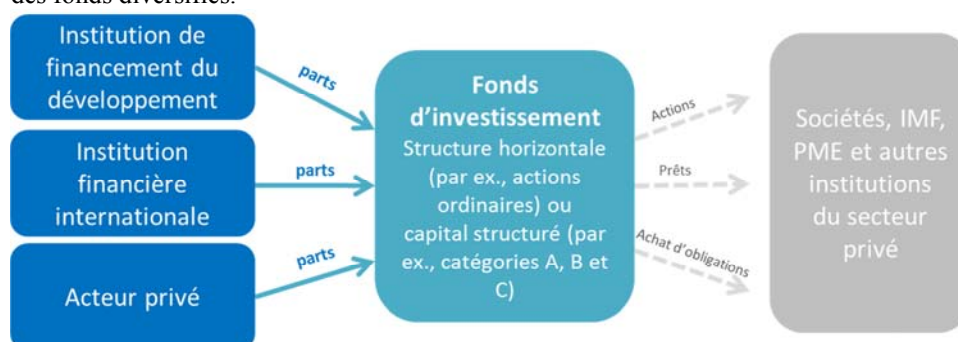 des fonds diversifiés.
Institution de
financement du
développement
Institution
financière
internationale
Acteur privé
parts
parts
parts
Fonds
d’investissement
Structure horizontale
(par ex., actions
ordinaires) ou
capital structuré (par
ex., catégories A, B et
C)
Actions
Prêts
Achat d’obligations
Sociétés, IMF,
PME et autres
institutions
du secteur
privé